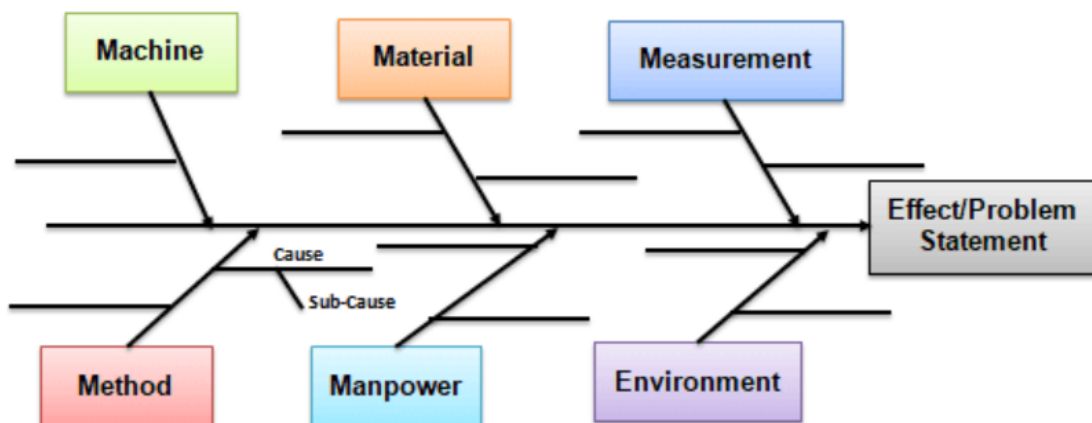 Machine
Material
Measurement
Effect/Problem
Statement
Cause
Sub-Cause
Method
Manpower
Environment